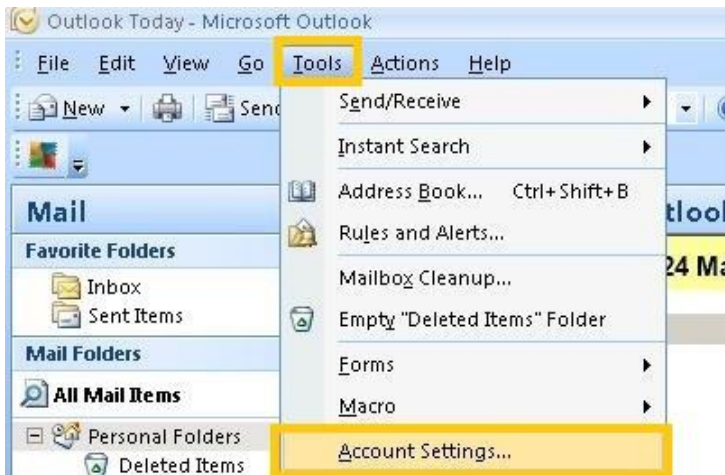 Outlook Today - Microsoft Outlook
File Edit View Go Tools Actions Help
New Send
Send/Receive
Instant Search
Address Book... Ctrl+Shift+B
Rules and Alerts...
Mailbox Cleanup...
Empty "Deleted Items" Folder
Forms
Macro
Account Settings...
Mail
Favorite Folders
Inbox
Sent Items
Mail Folders
All Mail Items
Personal Folders
Deleted Items
24